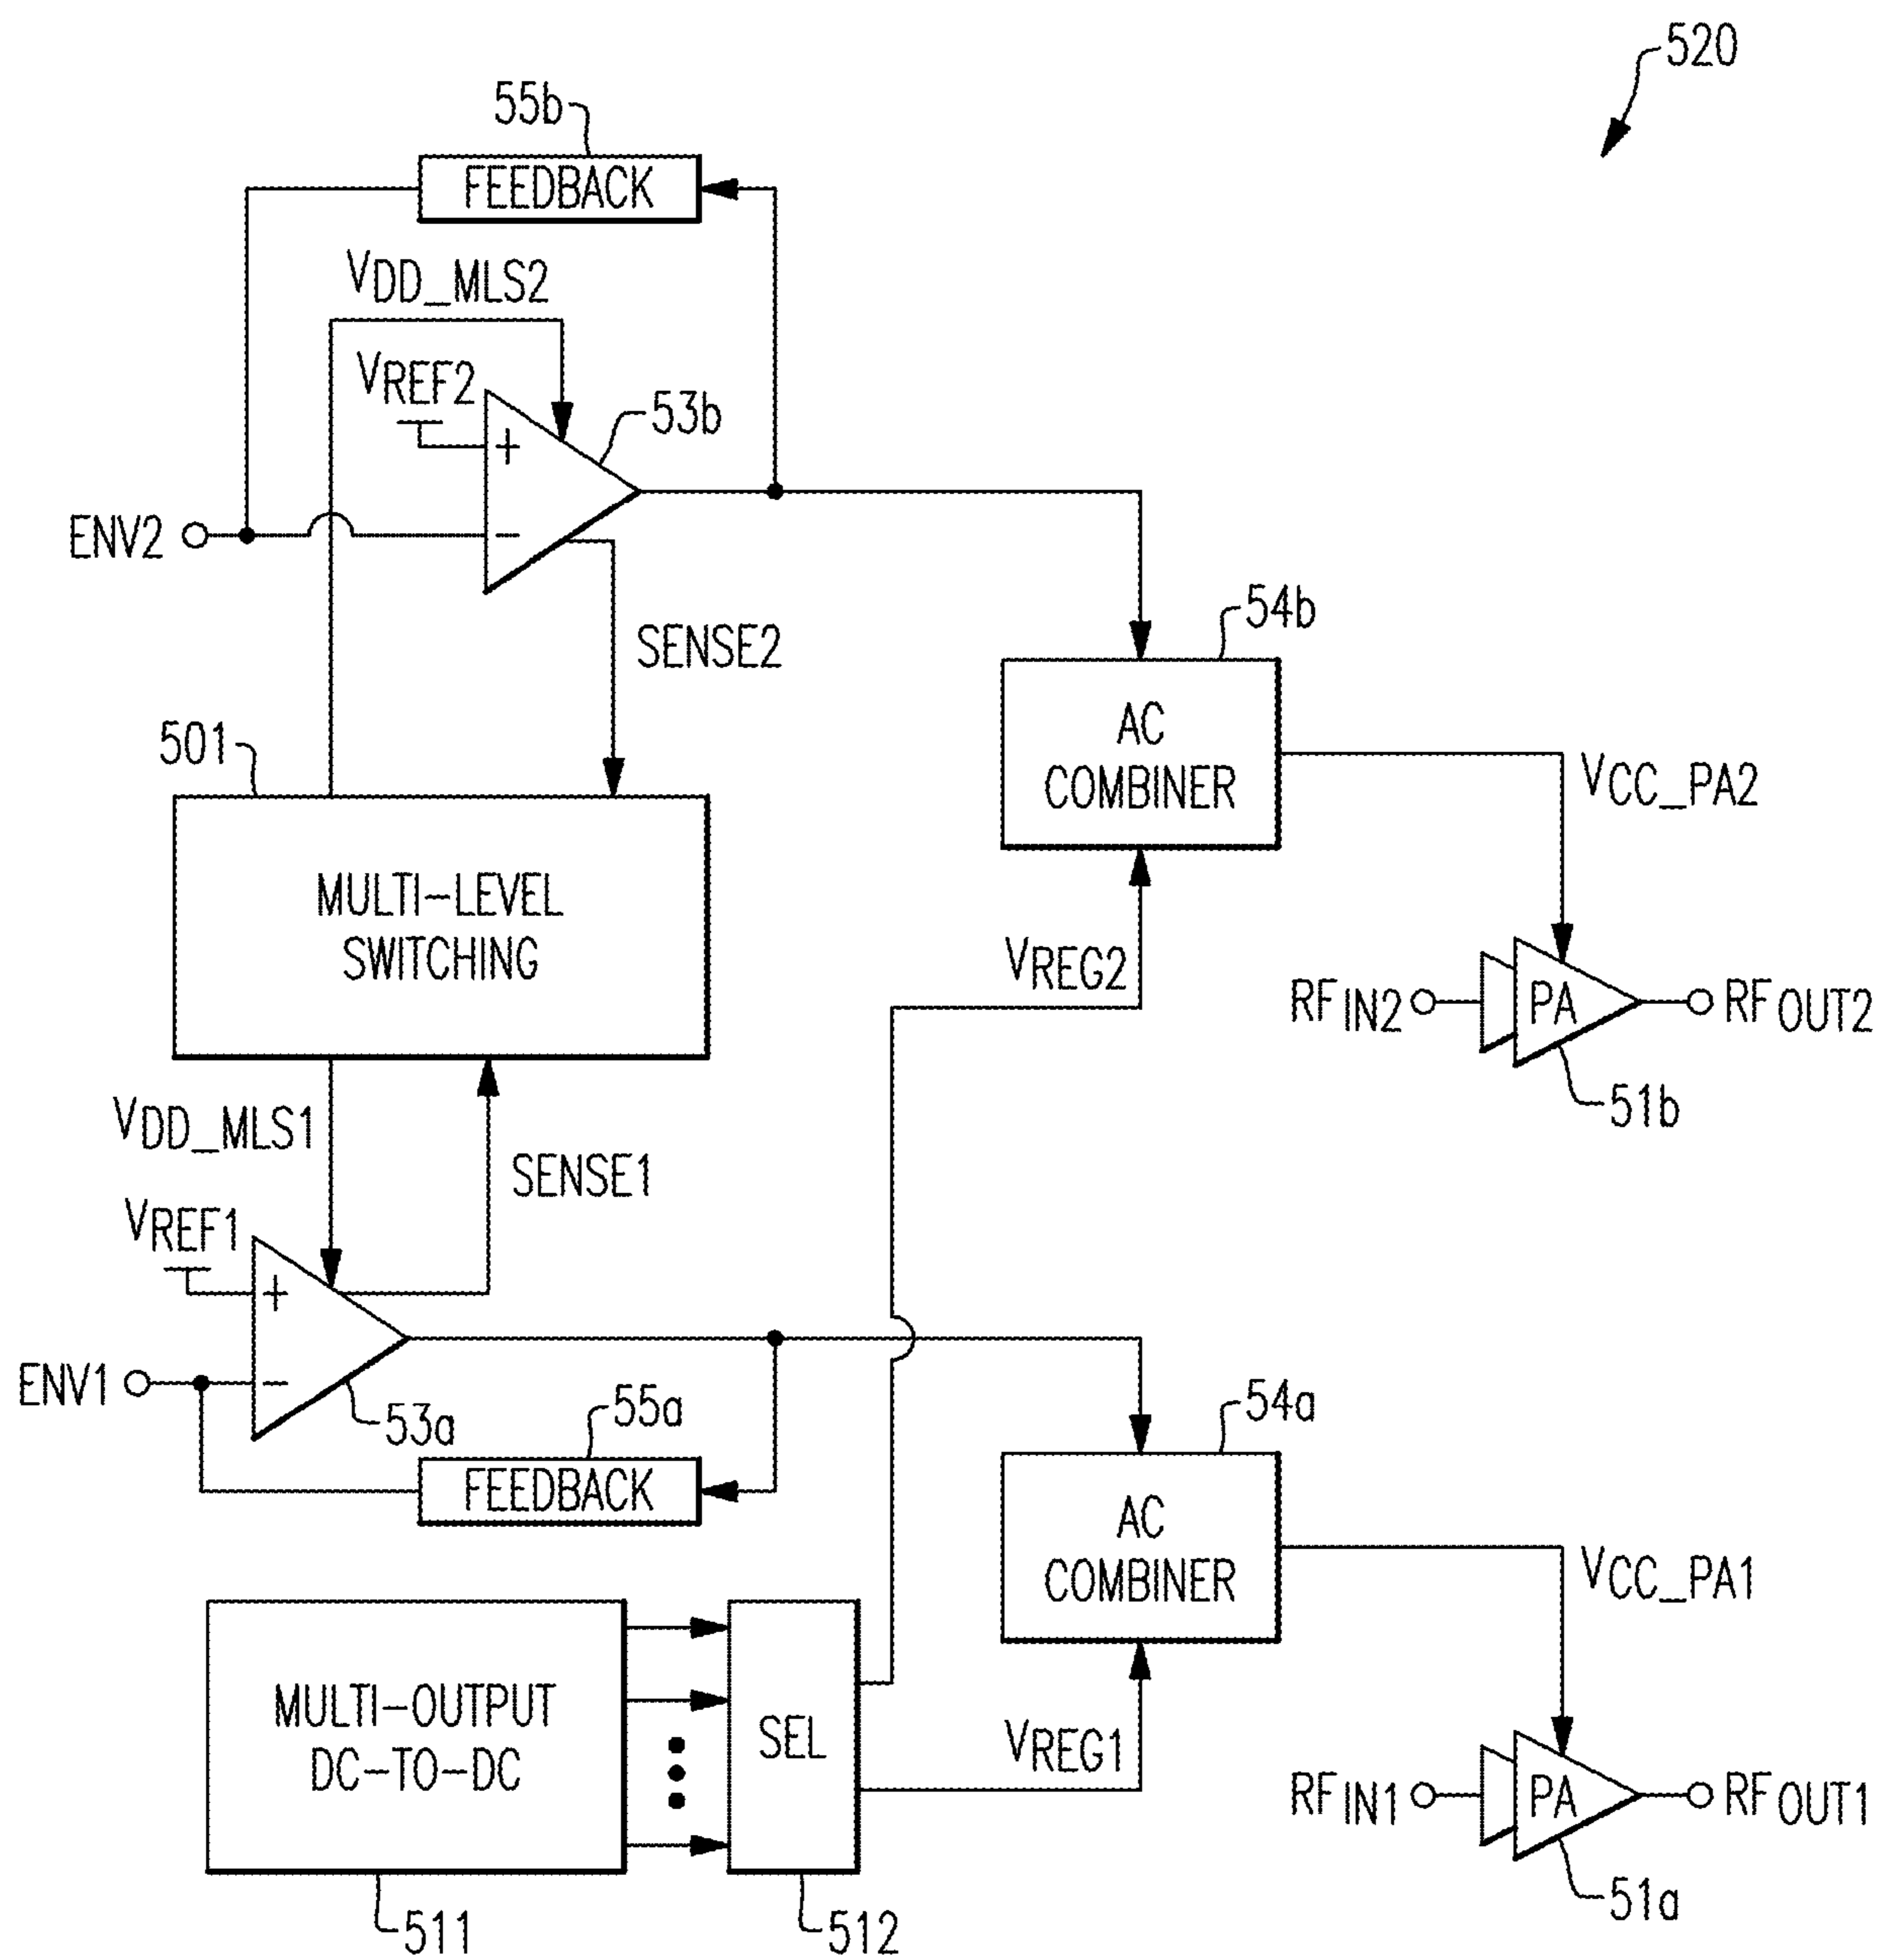 520
55b
FEEDBACK
VDD_MLS2
VREF2
53b
+
−
ENV2
SENSE2
54b
501
AC
COMBINER
VCC_PA2
MULTI-LEVEL
SWITCHING
VREG2
RFIN2
PA
RFOUT2
51b
VDD_MLS1
SENSE1
VREF1
+
−
ENV1
53a
55a
FEEDBACK
54a
AC
COMBINER
VCC_PA1
MULTI-OUTPUT
DC-TO-DC
SEL
VREG1
RFIN1
PA
RFOUT1
51a
511
512